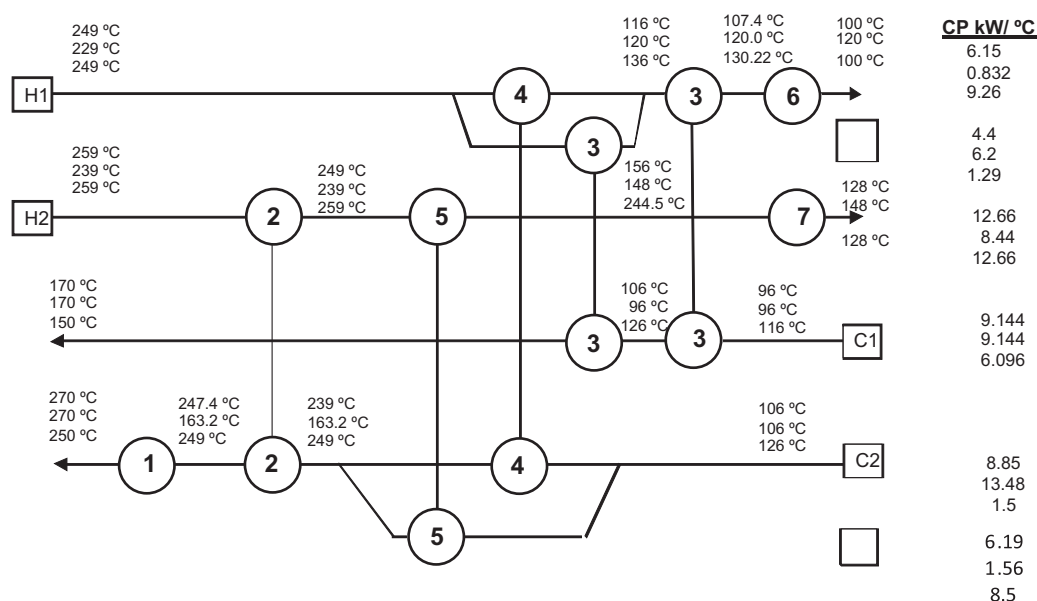 CP kW/ ºC
249 ºC
229 ºC
249 ºC
116 ºC
120 ºC
136 ºC
107.4 ºC
120.0 ºC
130.22 ºC
100 ºC
120 ºC
100 ºC
6.15
0.832
9.26
H1
4
3
6
3
4.4
6.2
1.29
259 ºC
239 ºC
259 ºC
249 ºC
239 ºC
259 ºC
156 ºC
148 ºC
244.5 ºC
128 ºC
148 ºC
128 ºC
H2
2
5
7
12.66
8.44
12.66
170 ºC
170 ºC
150 ºC
106 ºC
96 ºC
126 ºC
96 ºC
96 ºC
116 ºC
3
3
C1
9.144
9.144
6.096
270 ºC
270 ºC
250 ºC
247.4 ºC
163.2 ºC
249 ºC
239 ºC
163.2 ºC
249 ºC
106 ºC
106 ºC
126 ºC
1
2
4
C2
8.85
13.48
1.5
5
6.19
1.56
8.5